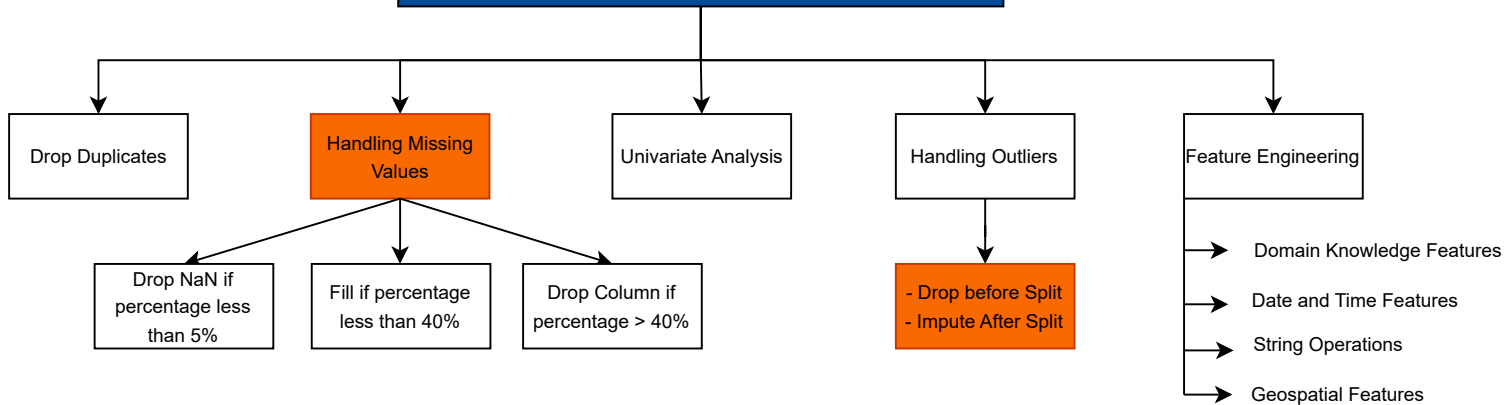 Drop Duplicates
Handling Missing
Values
Univariate Analysis
Handling Outliers
Feature Engineering
Drop NaN if
percentage less
than 5%
Fill if percentage
less than 40%
Drop Column if
percentage > 40%
- Drop before Split
- Impute After Split
Domain Knowledge Features
Date and Time Features
String Operations
Geospatial Features